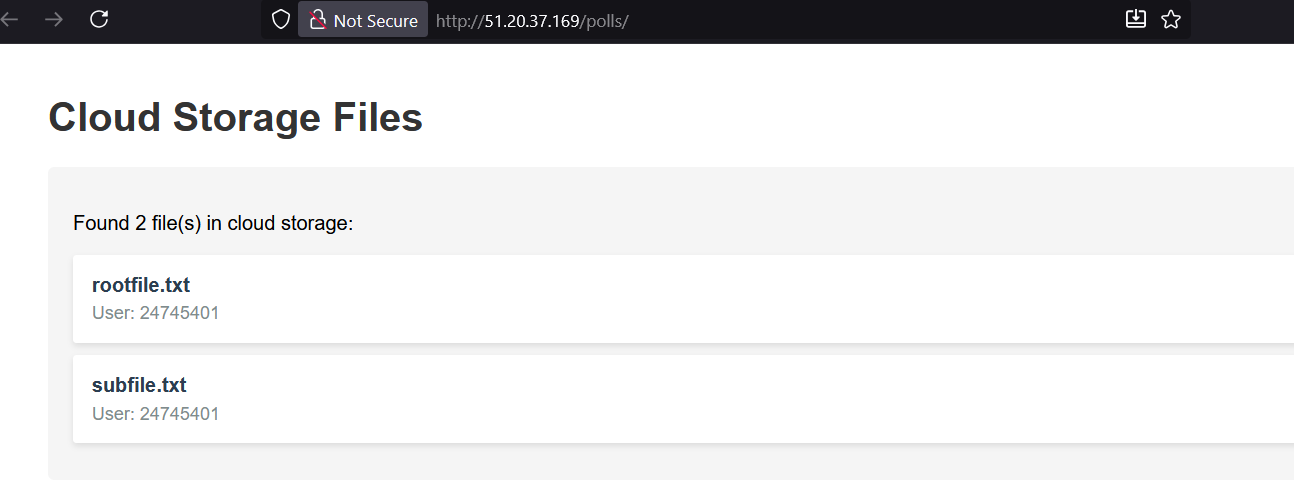 Not Secure http://51.20.37.169/polls/
Cloud Storage Files
Found 2 file(s) in cloud storage:
rootfile.txt
User: 24745401
subfile.txt
User: 24745401